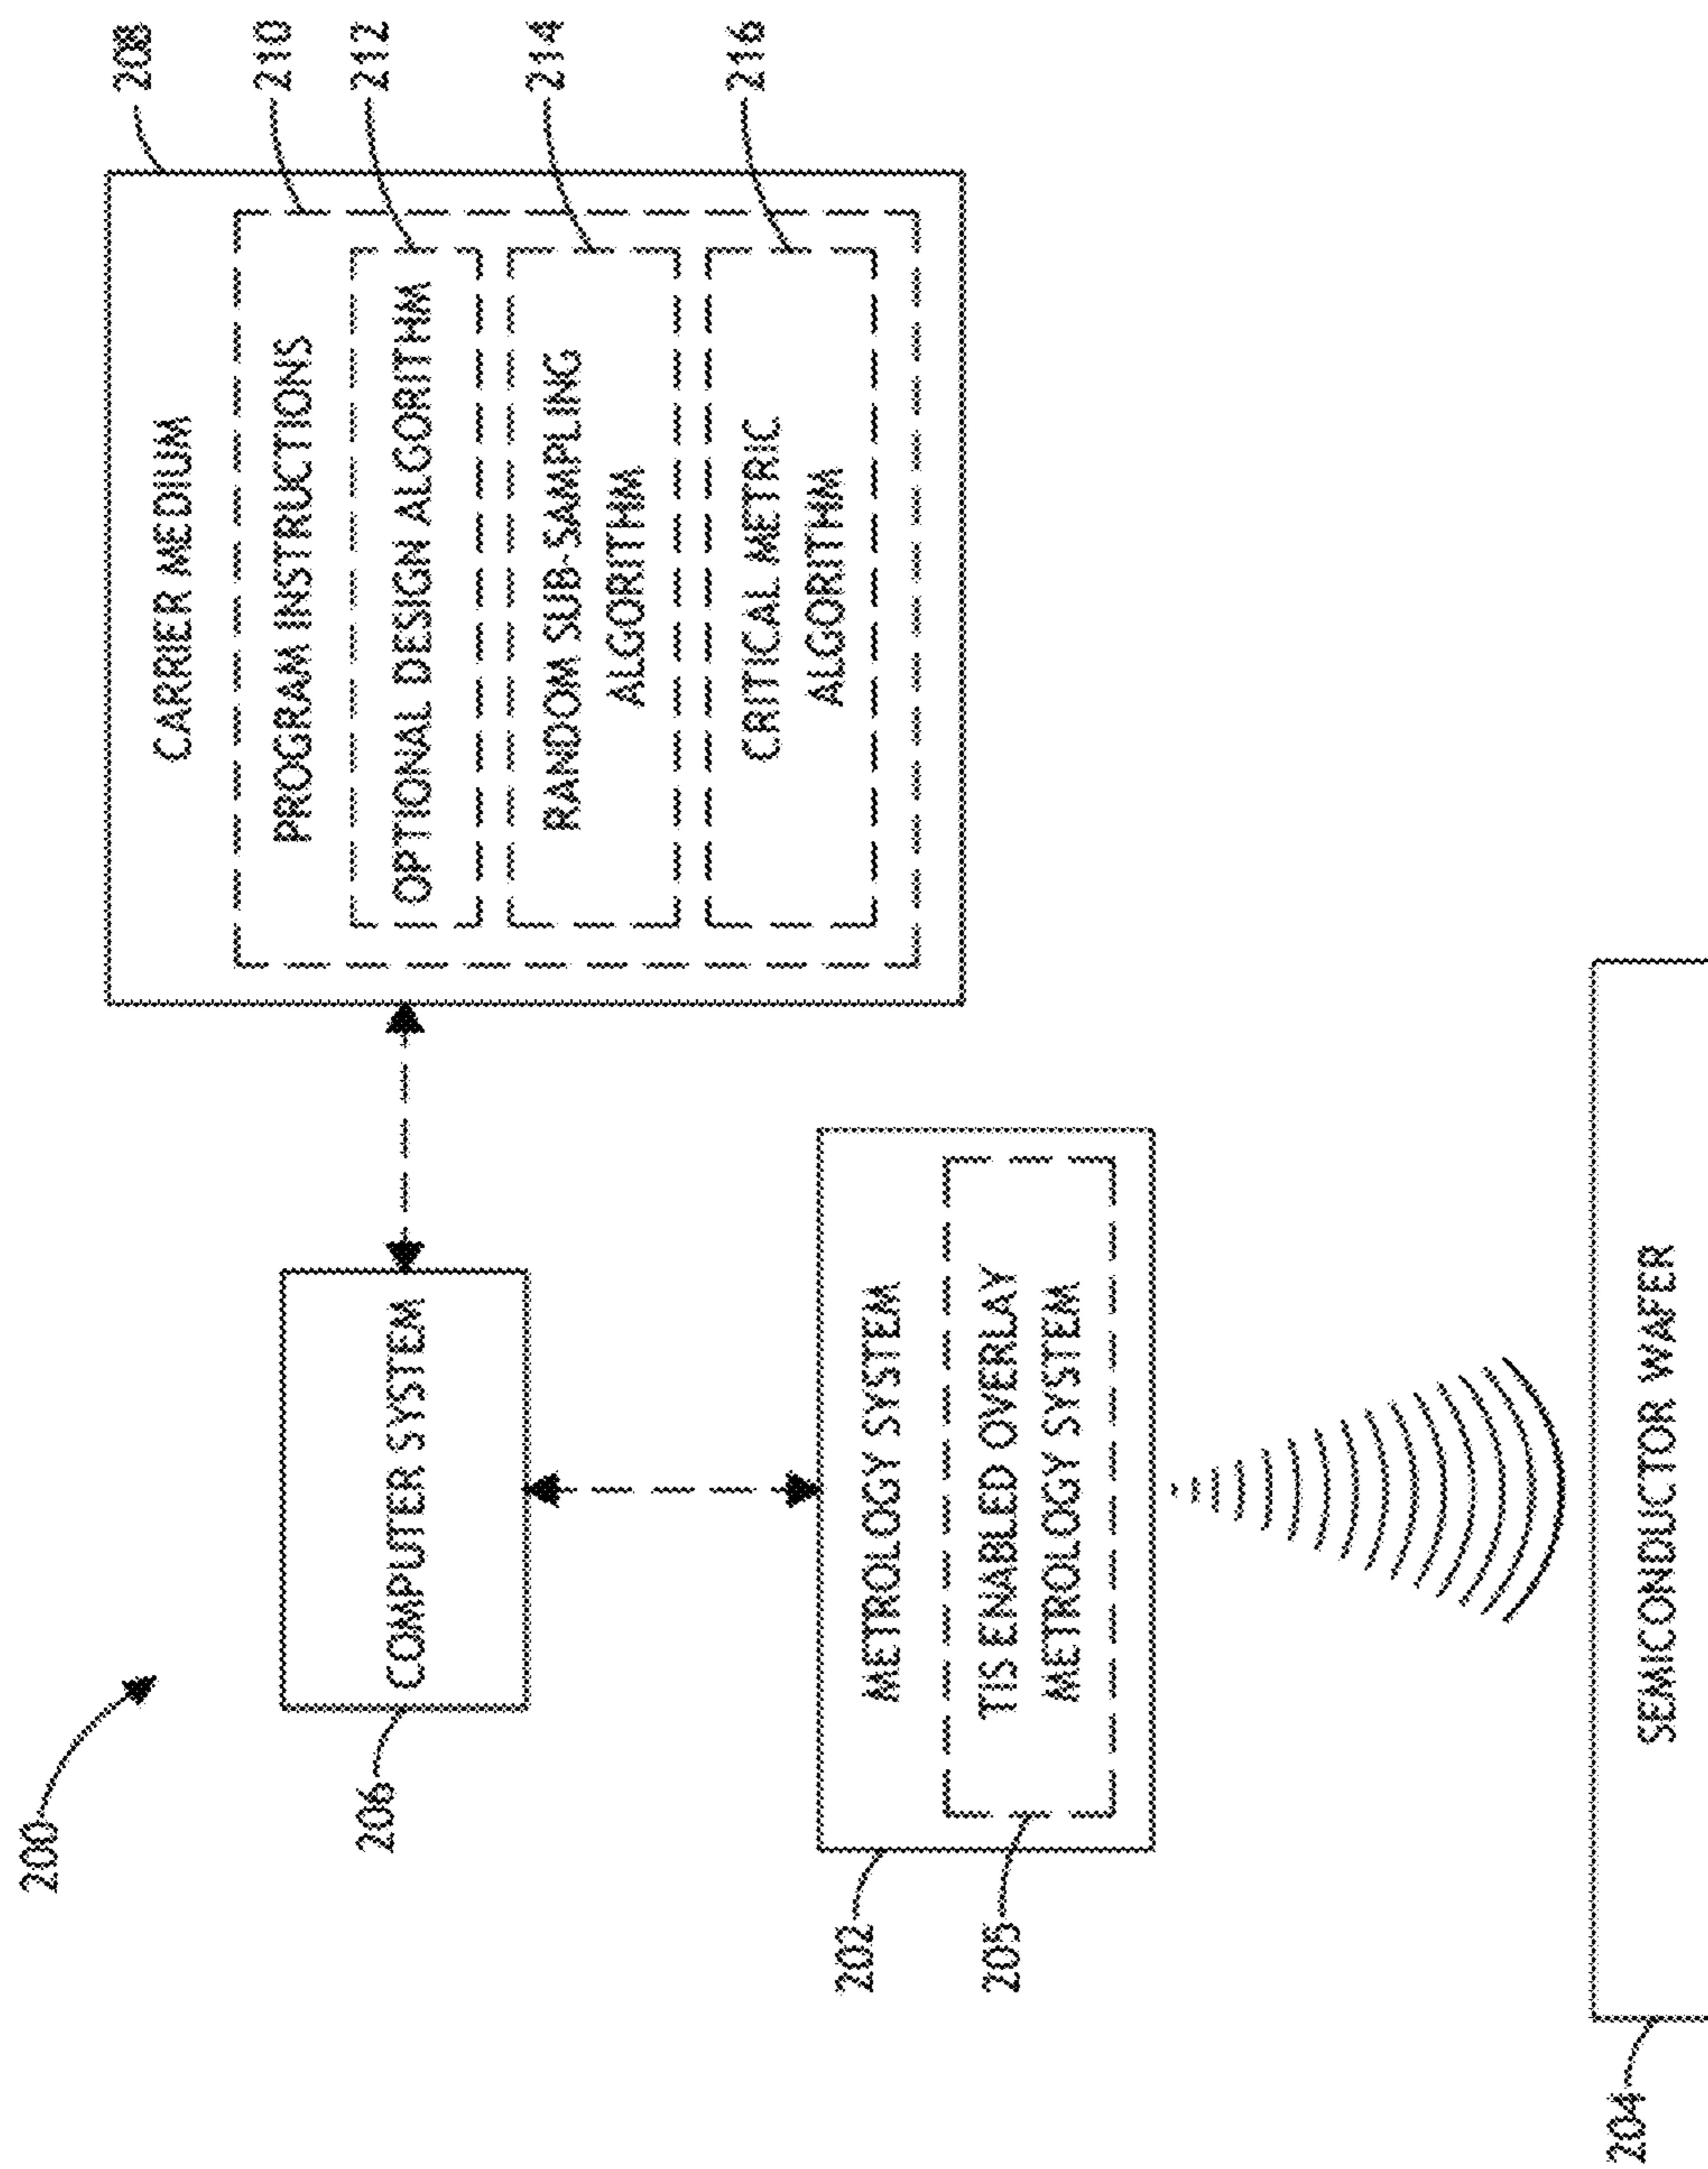 200
206
COMPUTER SYSTEM
208
CARRIER MEDIUM
210
PROGRAM INSTRUCTIONS
212
OPTIONAL DESIGN ALGORITHM
214
RANDOM SUB-SAMPLING
ALGORITHM
216
CRITICAL METRIC
ALGORITHM
202
METROLOGY SYSTEM
205
TIS ENABLED OVERLAY
METROLOGY SYSTEM
204
SEMICONDUCTOR WAFER